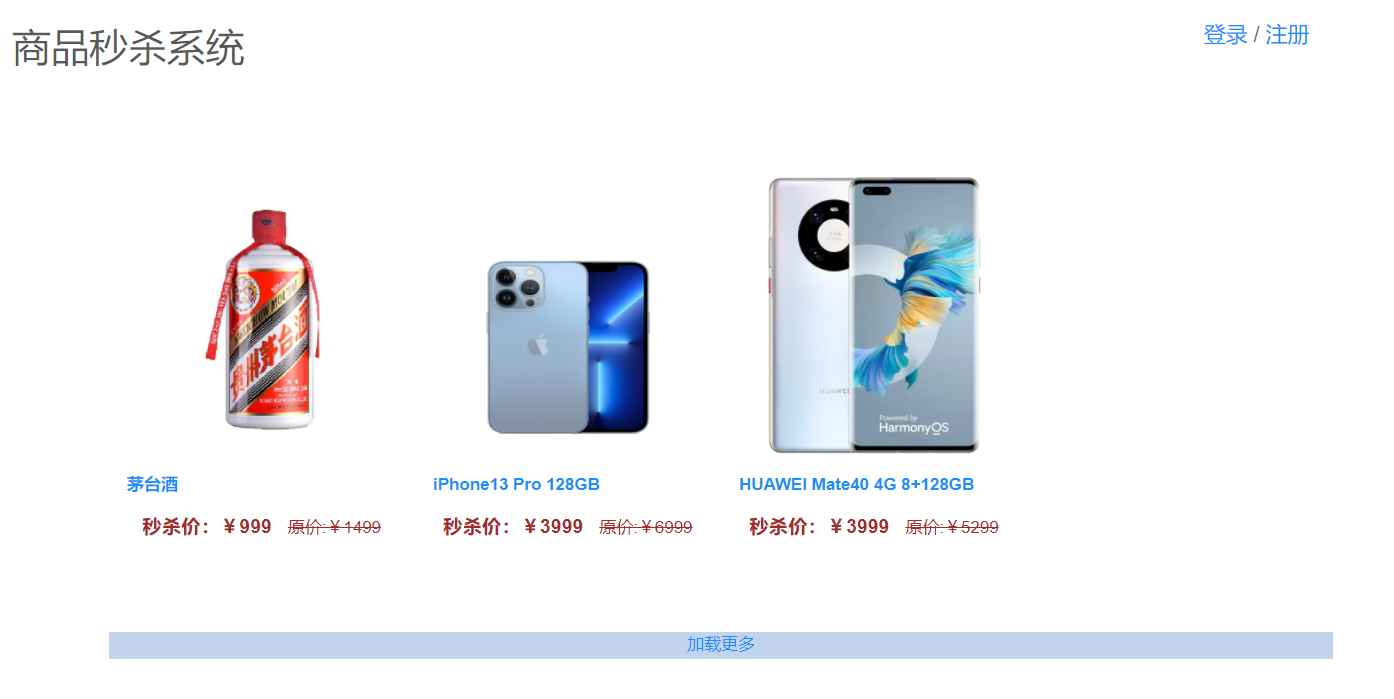 商品秒杀系统
登录 / 注册
贵州茅台酒
HUAWEI
Powered by
HarmonyOS
茅台酒
iPhone13 Pro 128GB
HUAWEI Mate40 4G 8+128GB
秒杀价：￥999 原价:￥1499
秒杀价：￥3999 原价:￥6999
秒杀价：￥3999 原价:￥5299
加载更多